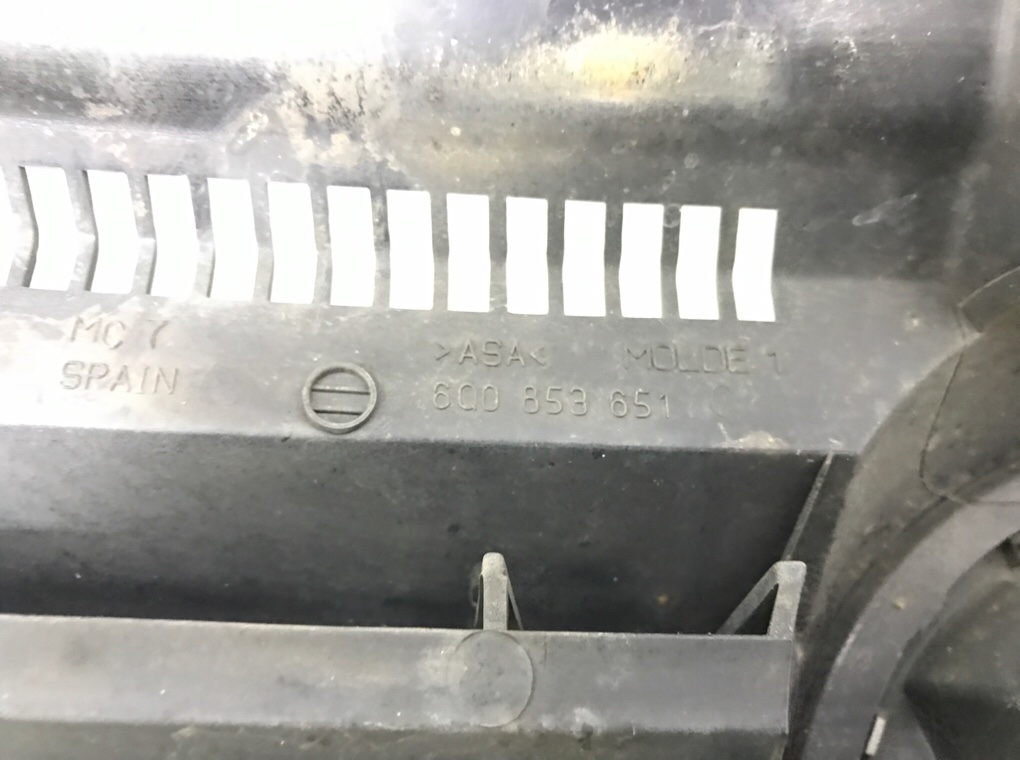 MC 7
SPAIN
>ASA<
MOLDE 1
6Q0 853 651